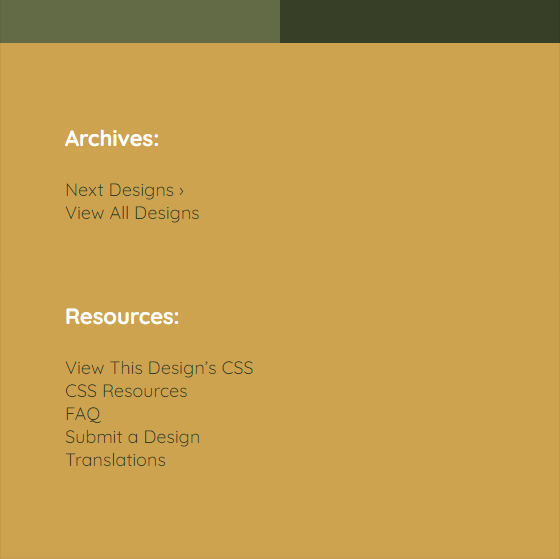 Archives:
Next Designs ›
View All Designs
Resources:
View This Design’s CSS
CSS Resources
FAQ
Submit a Design
Translations